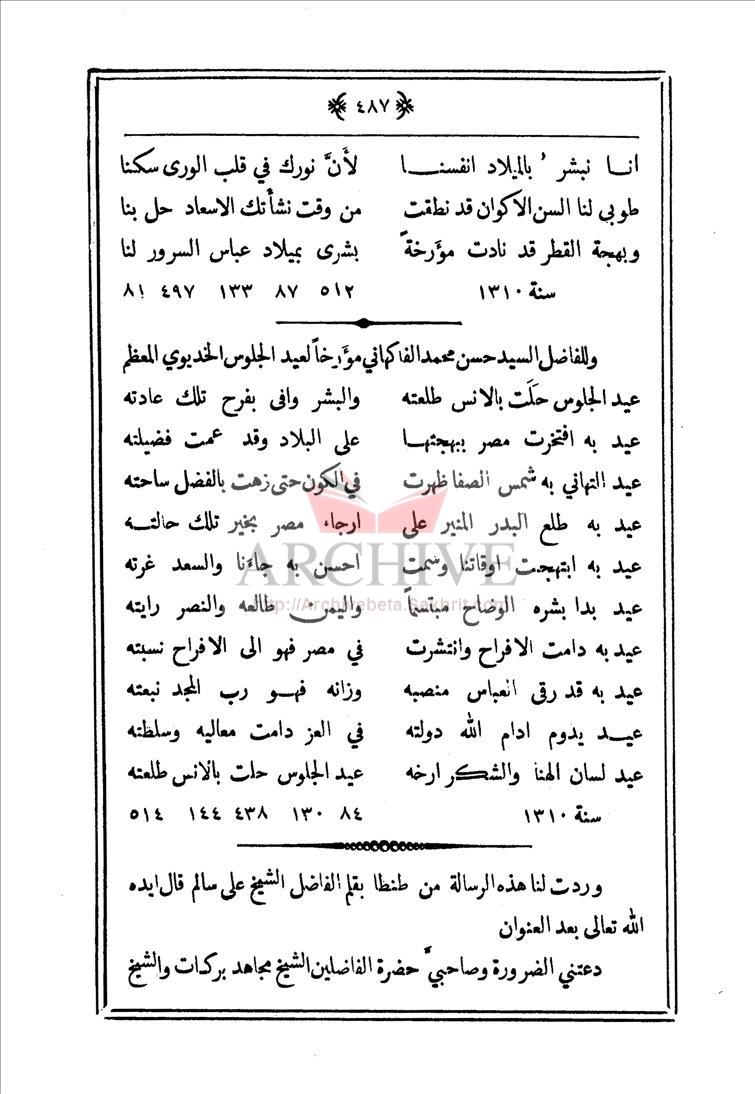 ٤٨٧
انا نبشر بالميلاد انفسنا لأنَّ نورك في قلب الورى سكنا
طوبى لنا السن الاكوان قد نطقت من وقت نشأتك الاسعاد حل بنا
وبهجة القطر قد نادت مؤرخةً بشرى بميلاد عباس السرور لنا
سنة ١٣١٠ ٥١٢ ٨٧ ١٣٣ ٤٩٧ ٨١
وللفاضل السيد حسن محمد الفاكهاني مؤرخاً لعيد الجلوس الخديوي المعظم
عيد الجلوس حلَت بالانس طلعته والبشر وافى بفرح تلك عادته
عيد به افتخرت مصر ببهجتها على البلاد وقد عمت فضيلته
عيد التهاني به شمس الصفا ظهرت في الكون حتى زهت بالفضل ساحته
عيد به طلع البدر المنير على ارجاء مصر بخير تلك حالته
عيد به ابتهجت اوقاتنا وسمت احسن به جاءنا والسعد غرته
عيد بدا بشره الوضاح مبتسماً واليمن طالعه والنصر رايته
عيد به دامت الافراح وانتشرت في مصر فهو الى الافراح نسبته
عيد به قد رقى العباس منصبه وزانه فهو رب المجد نبعته
عيد يدوم ادام الله دولته في العز دامت معاليه وسلطته
عيد لسان الهنا والشكر ارخه عيد الجلوس حلت بالانس طلعته
سنة ١٣١٠ ٨٤ ١٣٠ ٤٣٨ ١٤٤ ٥١٤
وردت لنا هذه الرسالة من طنطا بقلم الفاضل الشيخ على سالم قال ايده
الله تعالى بعد العنوان
دعتني الضرورة وصاحبيَّ حضرة الفاضلين الشيخ مجاهد بركات والشيخ
ARCHIVE
http://Archivebeta.Sakhrit.com